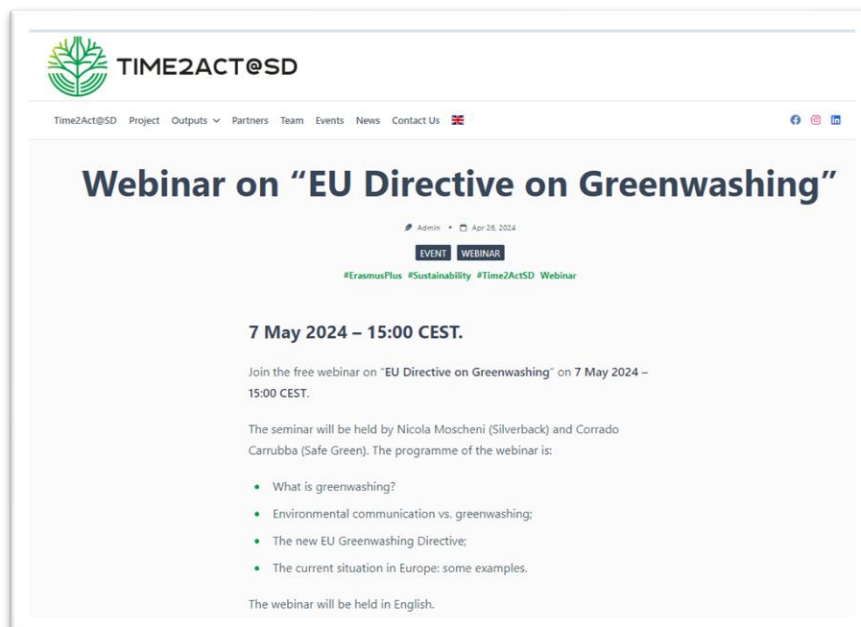 TIME2ACT@SD
Time2Act@SD Project Outputs Partners Team Events News Contact Us
Webinar on “EU Directive on Greenwashing”
Admin • Apr 26, 2024
EVENT WEBINAR
#ErasmusPlus #Sustainability #Time2ActSD Webinar
7 May 2024 – 15:00 CEST.
Join the free webinar on “EU Directive on Greenwashing” on 7 May 2024 –
15:00 CEST.
The seminar will be held by Nicola Moscheni (Silverback) and Corrado
Carrubba (Safe Green). The programme of the webinar is:
• What is greenwashing?
• Environmental communication vs. greenwashing;
• The new EU Greenwashing Directive;
• The current situation in Europe: some examples.
The webinar will be held in English.